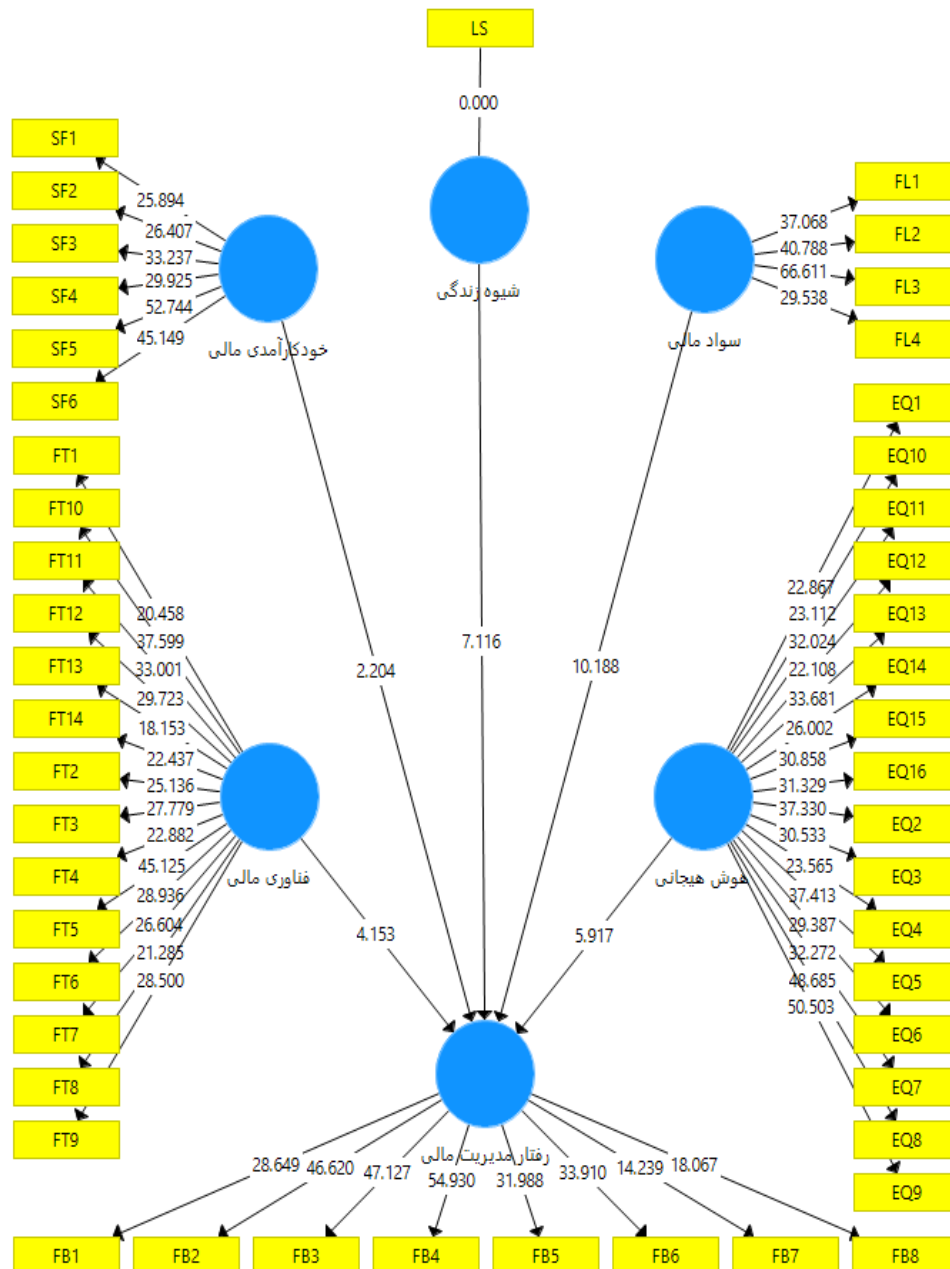 LS
0.000
SF1
SF2
SF3
SF4
SF5
SF6
25.894
26.407
33.237
29.925
52.744
45.149
خودکارآمدی مالی
شیوه زندگی
سواد مالی
FL1
FL2
FL3
FL4
37.068
40.788
66.611
29.538
FT1
FT10
FT11
FT12
FT13
FT14
FT2
FT3
FT4
FT5
FT6
FT7
FT8
FT9
20.458
37.599
33.001
29.723
18.153
22.437
25.136
27.779
22.882
45.125
28.936
26.604
21.285
28.500
فناوری مالی
2.204
7.116
10.188
4.153
5.917
EQ1
EQ10
EQ11
EQ12
EQ13
EQ14
EQ15
EQ16
EQ2
EQ3
EQ4
EQ5
EQ6
EQ7
EQ8
EQ9
22.867
23.112
32.024
22.108
33.681
26.002
30.858
31.329
37.330
30.533
23.565
37.413
29.387
32.272
48.685
50.503
هوش هیجانی
رفتار مدیریت مالی
28.649
46.620
47.127
54.930
31.988
33.910
14.239
18.067
FB1
FB2
FB3
FB4
FB5
FB6
FB7
FB8